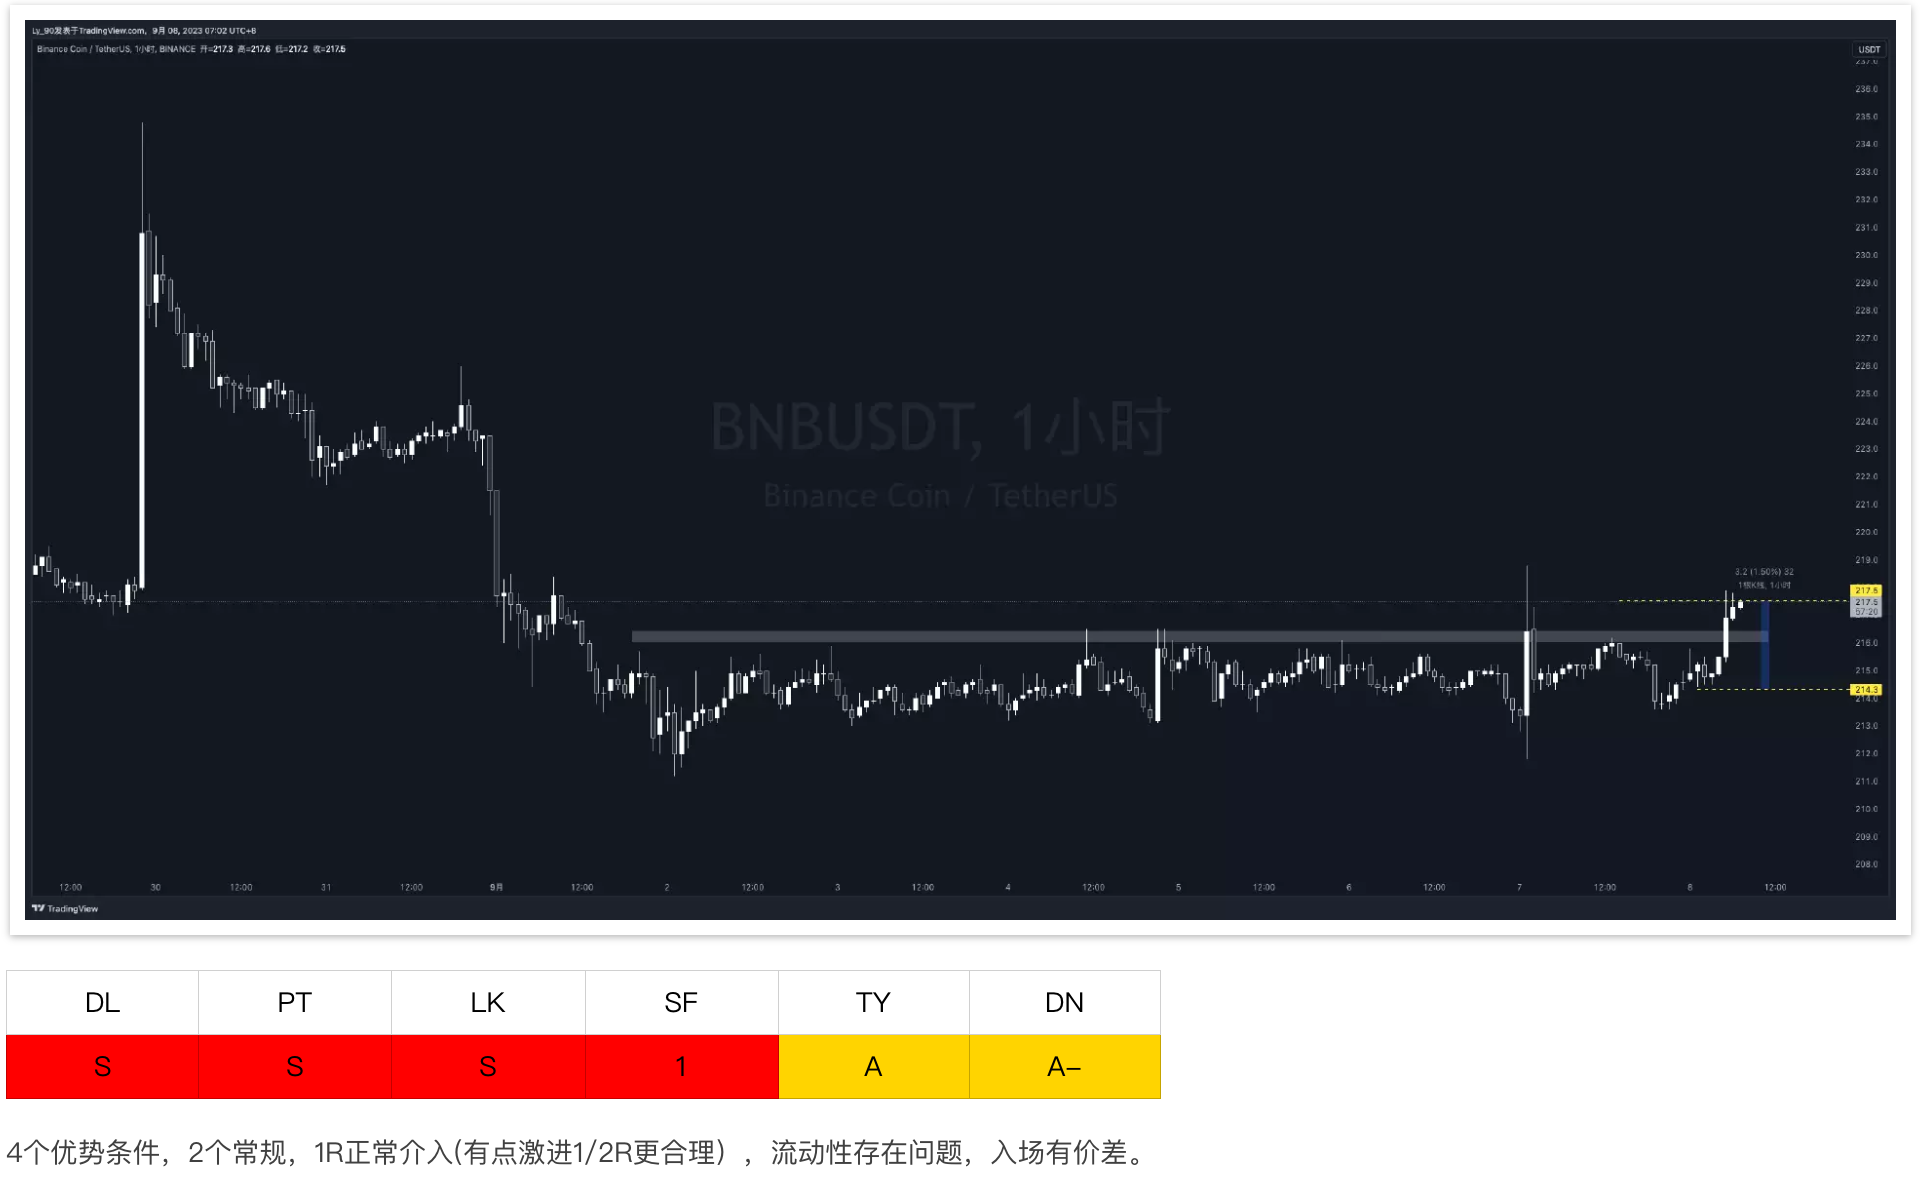 Ly_90发表于TradingView.com, 9月 08, 2023 07:02 UTC+8
Binance Coin / TetherUS, 1小时, BINANCE 开=217.3 高=217.6 低=217.2 收=217.5
USDT
237.0
236.0
235.0
234.0
233.0
232.0
231.0
230.0
229.0
228.0
227.0
226.0
225.0
224.0
223.0
222.0
221.0
220.0
219.0
BNBUSDT, 1小时
Binance Coin / TetherUS
3.2 (1.50%) 32
1根K线, 1小时
217.5
217.5
57:20
216.0
215.0
214.3
214.0
213.0
212.0
211.0
210.0
209.0
208.0
12:00 30 12:00 31 12:00 9月 12:00 2 12:00 3 12:00 4 12:00 5 12:00 6 12:00 7 12:00 8 12:00
TradingView
DL PT LK SF TY DN
S S S 1 A A-
4个优势条件，2个常规，1R正常介入(有点激进1/2R更合理），流动性存在问题，入场有价差。